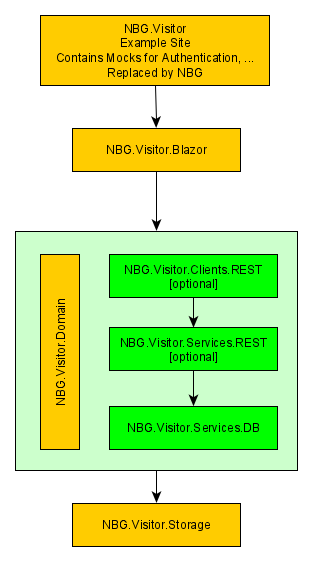 NBG.Visitor
Example Site
Contains Mocks for Authentication, ...
Replaced by NBG
NBG.Visitor.Blazor
NBG.Visitor.Domain
NBG.Visitor.Clients.REST
[optional]
NBG.Visitor.Services.REST
[optional]
NBG.Visitor.Services.DB
NBG.Visitor.Storage